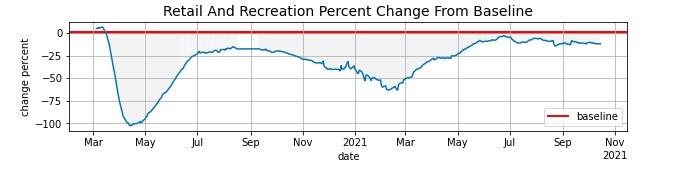 Retail And Recreation Percent Change From Baseline
change percent
0
−25
−50
−75
−100
baseline
Mar May Jul Sep Nov 2021 Mar May Jul Sep Nov
2021
date